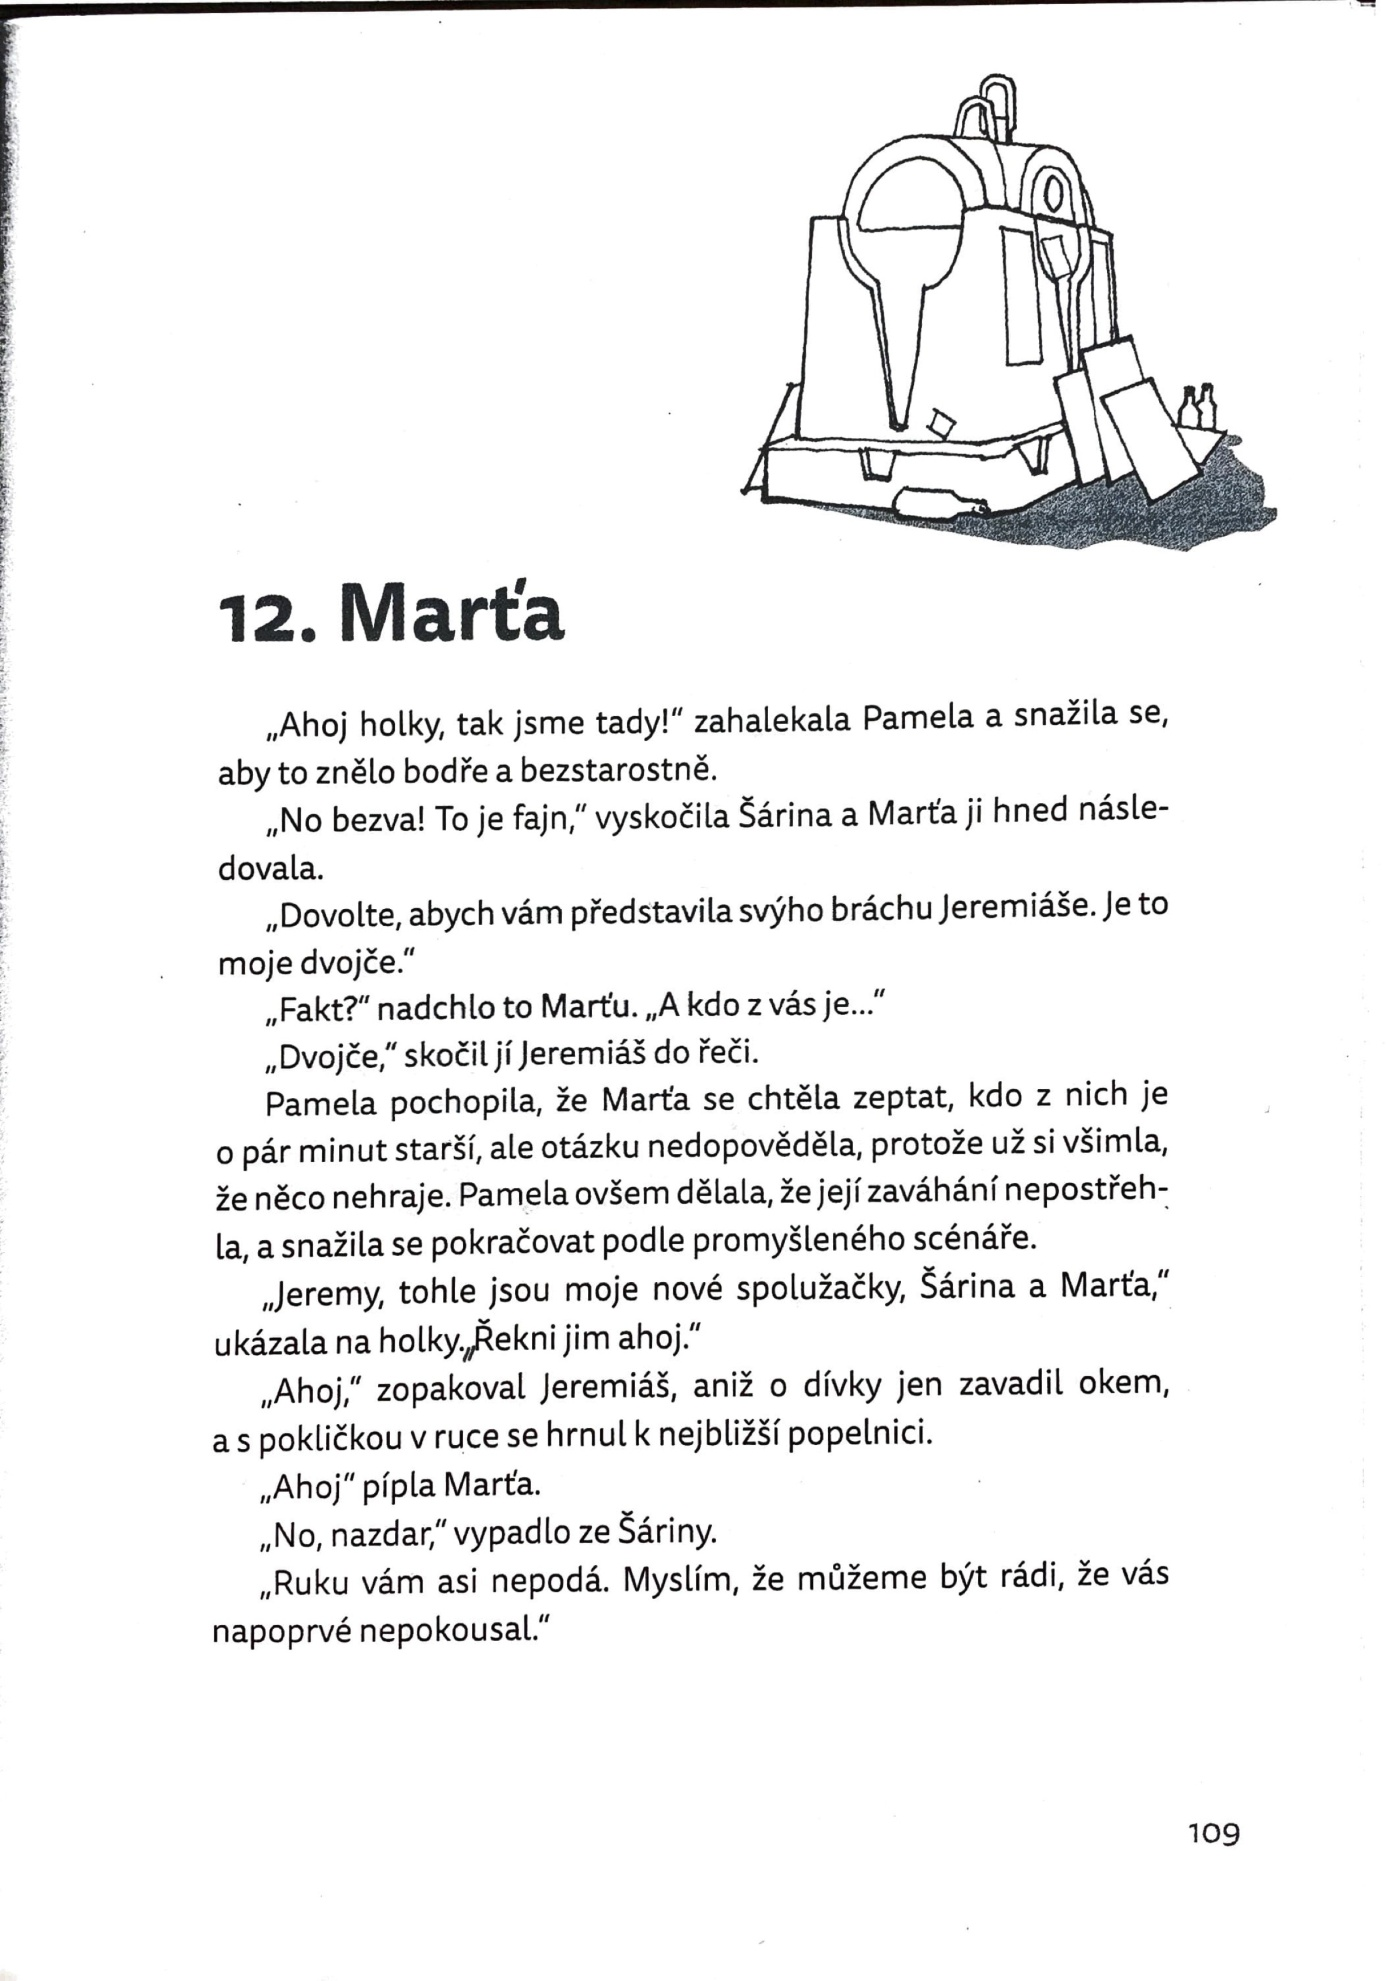 12. Marťa
„Ahoj holky, tak jsme tady!“ zahalekala Pamela a snažila se,
aby to znělo bodře a bezstarostně.
„No bezva! To je fajn,“ vyskočila Šárina a Marťa ji hned násle-
dovala.
„Dovolte, abych vám představila svýho bráchu Jeremiáše. Je to
moje dvojče.“
„Fakt?“ nadchlo to Marťu. „A kdo z vás je...“
„Dvojče,“ skočil jí Jeremiáš do řeči.
Pamela pochopila, že Marťa se chtěla zeptat, kdo z nich je
o pár minut starší, ale otázku nedopověděla, protože už si všimla,
že něco nehraje. Pamela ovšem dělala, že její zaváhání nepostřeh-
la, a snažila se pokračovat podle promyšleného scénáře.
„Jeremy, tohle jsou moje nové spolužačky, Šárina a Marťa,“
ukázala na holky.„Řekni jim ahoj.“
„Ahoj,“ zopakoval Jeremiáš, aniž o dívky jen zavadil okem,
a s pokličkou v ruce se hrnul k nejbližší popelnici.
„Ahoj“ pípla Marťa.
„No, nazdar,“ vypadlo ze Šáriny.
„Ruku vám asi nepodá. Myslím, že můžeme být rádi, že vás
napoprvé nepokousal.“
109